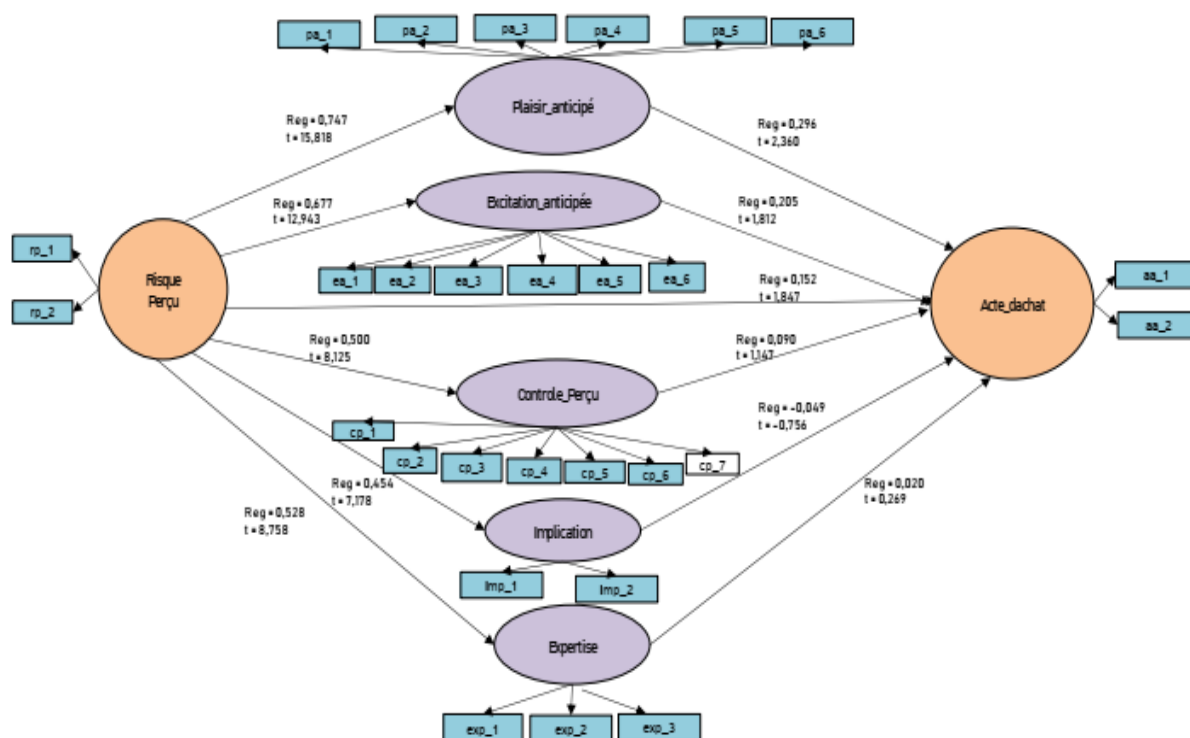 pa_1
pa_2
pa_3
pa_4
pa_5
pa_6
Plaisir_anticipé
Reg = 0,747
t = 15,818
Reg = 0,296
t = 2,360
Excitation_anticipée
Reg = 0,677
t = 12,943
Reg = 0,205
t = 1,812
rp_1
rp_2
Risque
Perçu
ea_1
ea_2
ea_3
ea_4
ea_5
ea_6
Reg = 0,152
t = 1,847
Acte_dachat
aa_1
aa_2
Reg = 0,500
t = 8,125
Reg = 0,090
t = 1,147
Controle_Perçu
cp_1
cp_2
cp_3
cp_4
cp_5
cp_6
cp_7
Reg = -0,049
t = -0,756
Reg = 0,454
t = 7,178
Reg = 0,528
t = 8,758
Reg = 0,020
t = 0,269
Implication
Imp_1
Imp_2
Expertise
exp_1
exp_2
exp_3